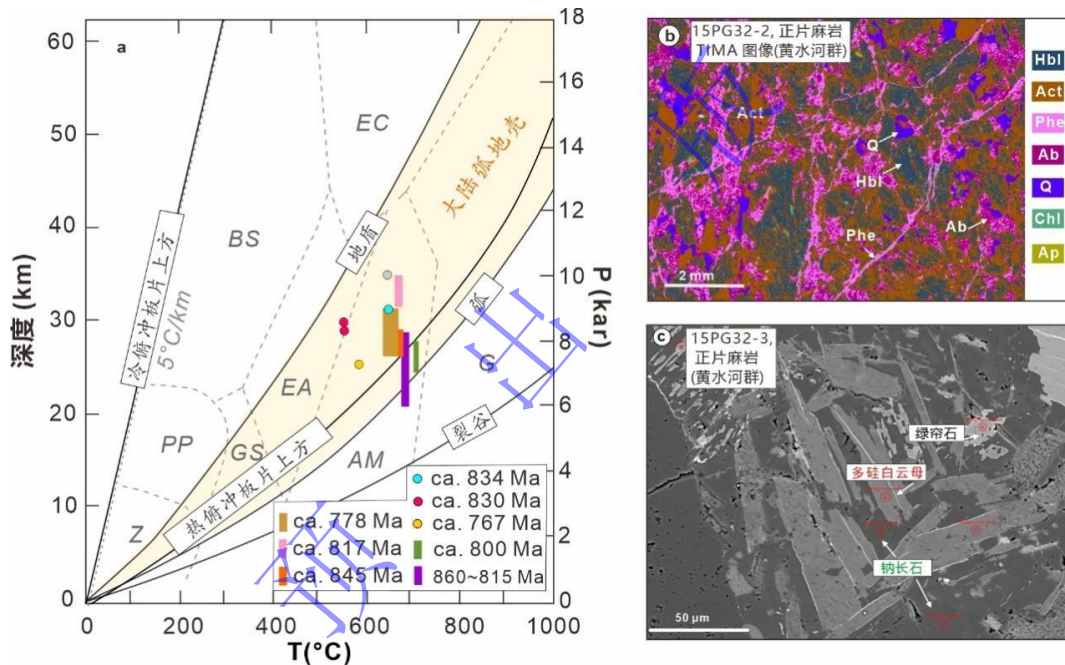 a
深度 (km)
60
50
40
30
20
10
0
18
16
14
12
10
8
6
4
2
0
P (kar)
0
200
400
600
800
1000
T(°C)
EC
BS
EA
PP
GS
Z
AM
G
5°C/km
冷俯冲板片上方
热俯冲板片上方
地盾
大陆弧地壳
弧
裂谷
ca. 834 Ma
ca. 830 Ma
ca. 778 Ma
ca. 767 Ma
ca. 817 Ma
ca. 800 Ma
ca. 845 Ma
860~815 Ma
b
15PG32-2, 正片麻岩
TIMA 图像(黄水河群)
Act
Q
Hbl
Phe
Ab
2 mm
Hbl
Act
Phe
Ab
Q
Chl
Ap
c
15PG32-3,
正片麻岩
(黄水河群)
绿帘石
多硅白云母
钠长石
50 μm